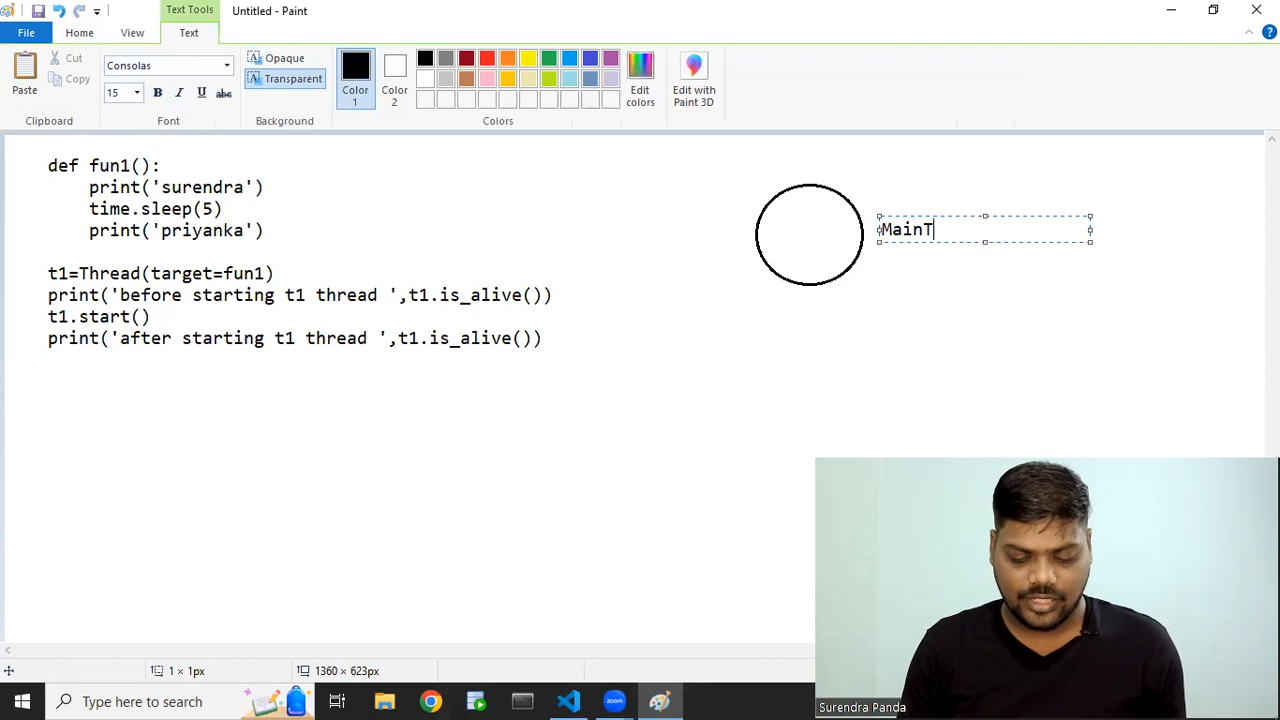 Text Tools
Untitled - Paint
File
Home
View
Text
Paste
Cut
Copy
Clipboard
Consolas
15
B I U abc
Font
Opaque
Transparent
Background
Color 1
Color 2
Edit colors
Colors
Edit with Paint 3D
def fun1():
    print('surendra')
    time.sleep(5)
    print('priyanka')
t1=Thread(target=fun1)
print('before starting t1 thread ',t1.is_alive())
t1.start()
print('after starting t1 thread ',t1.is_alive())
MainT
1 × 1px
1360 × 623px
Surendra Panda
Type here to search
zoom